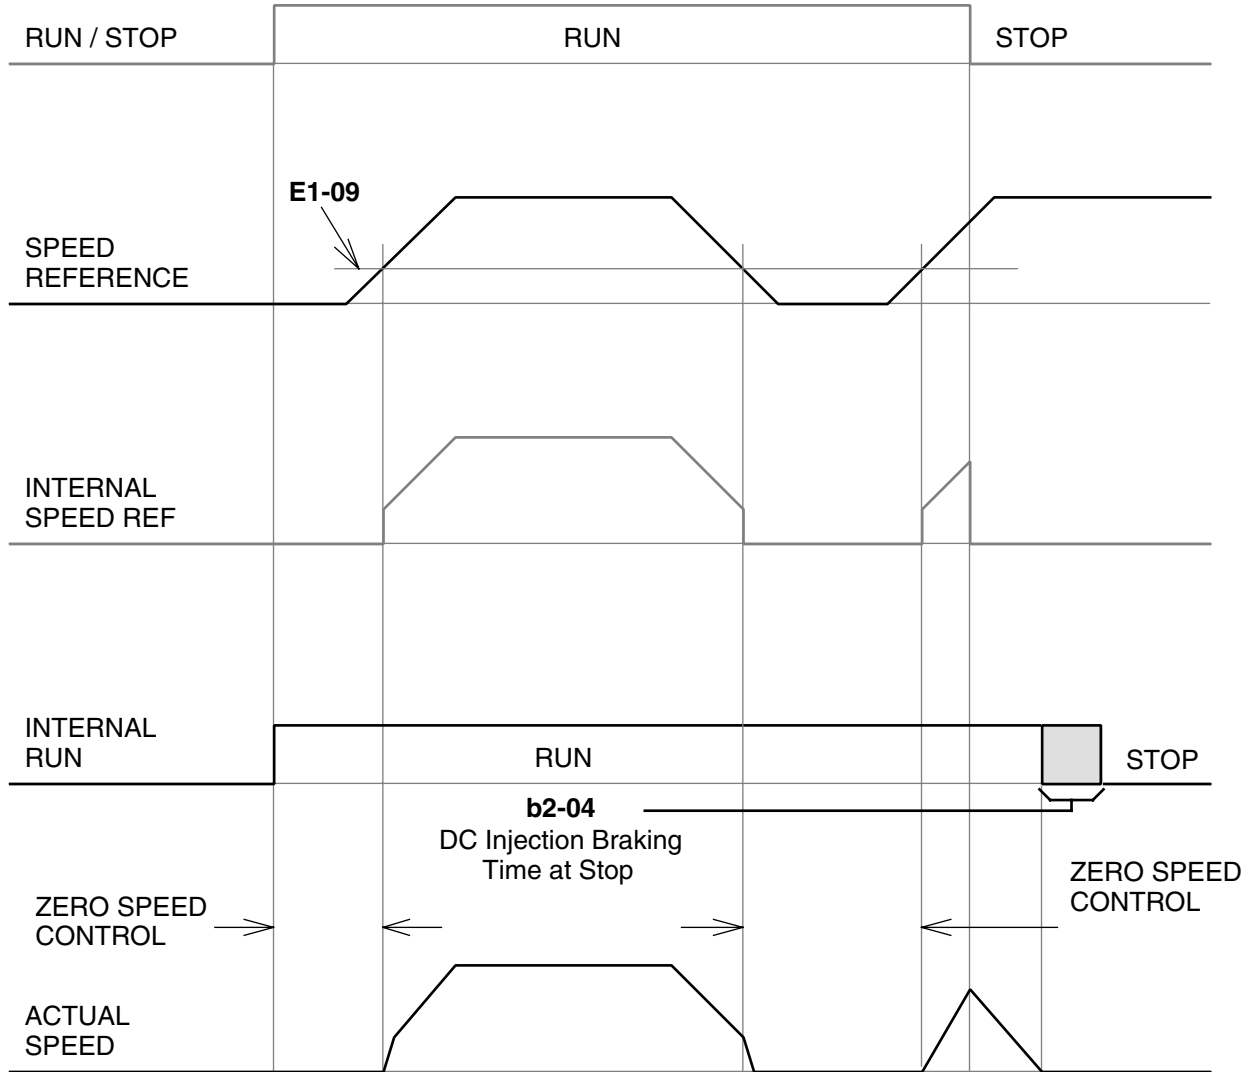 RUN / STOP
RUN
STOP
E1-09
SPEED
REFERENCE
INTERNAL
SPEED REF
INTERNAL
RUN
RUN
STOP
b2-04
DC Injection Braking
Time at Stop
ZERO SPEED
CONTROL
ZERO SPEED
CONTROL
ACTUAL
SPEED